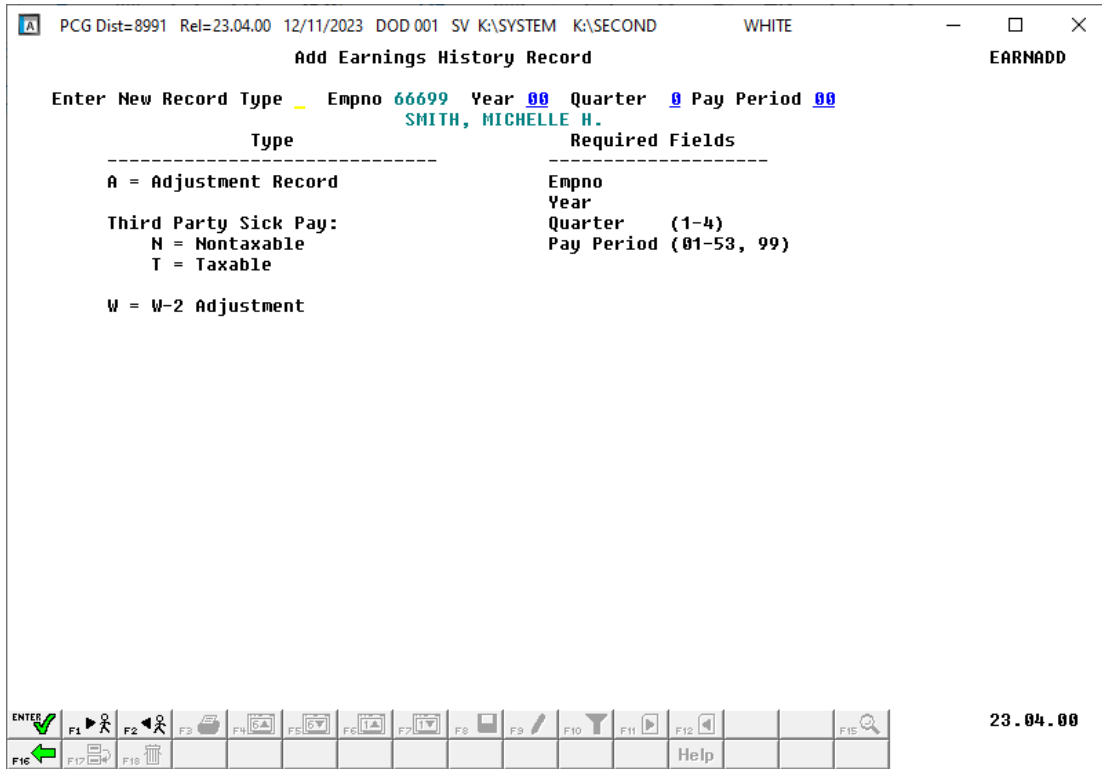 A PCG Dist=8991 Rel=23.04.00 12/11/2023 DOD 001 SV K:\SYSTEM K:\SECOND WHITE
Add Earnings History Record EARNADD
Enter New Record Type _ Empno 66699 Year 00 Quarter 0 Pay Period 00
SMITH, MICHELLE H.
Type Required Fields
------------------------------ --------------------
A = Adjustment Record Empno
Year
Third Party Sick Pay: Quarter (1-4)
N = Nontaxable Pay Period (01-53, 99)
T = Taxable
W = W-2 Adjustment
ENTER F1 F2 F3 F4 6 F5 6 F6 1 F7 1 F8 F9 F10 F11 F12 F15 23.04.00
F16 F17 F18 Help